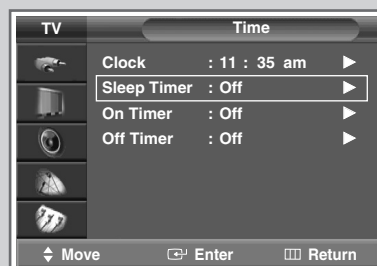 TV Time
Clock : 11 : 35 am
Sleep Timer : Off
On Timer : Off
Off Timer : Off
Move Enter Return